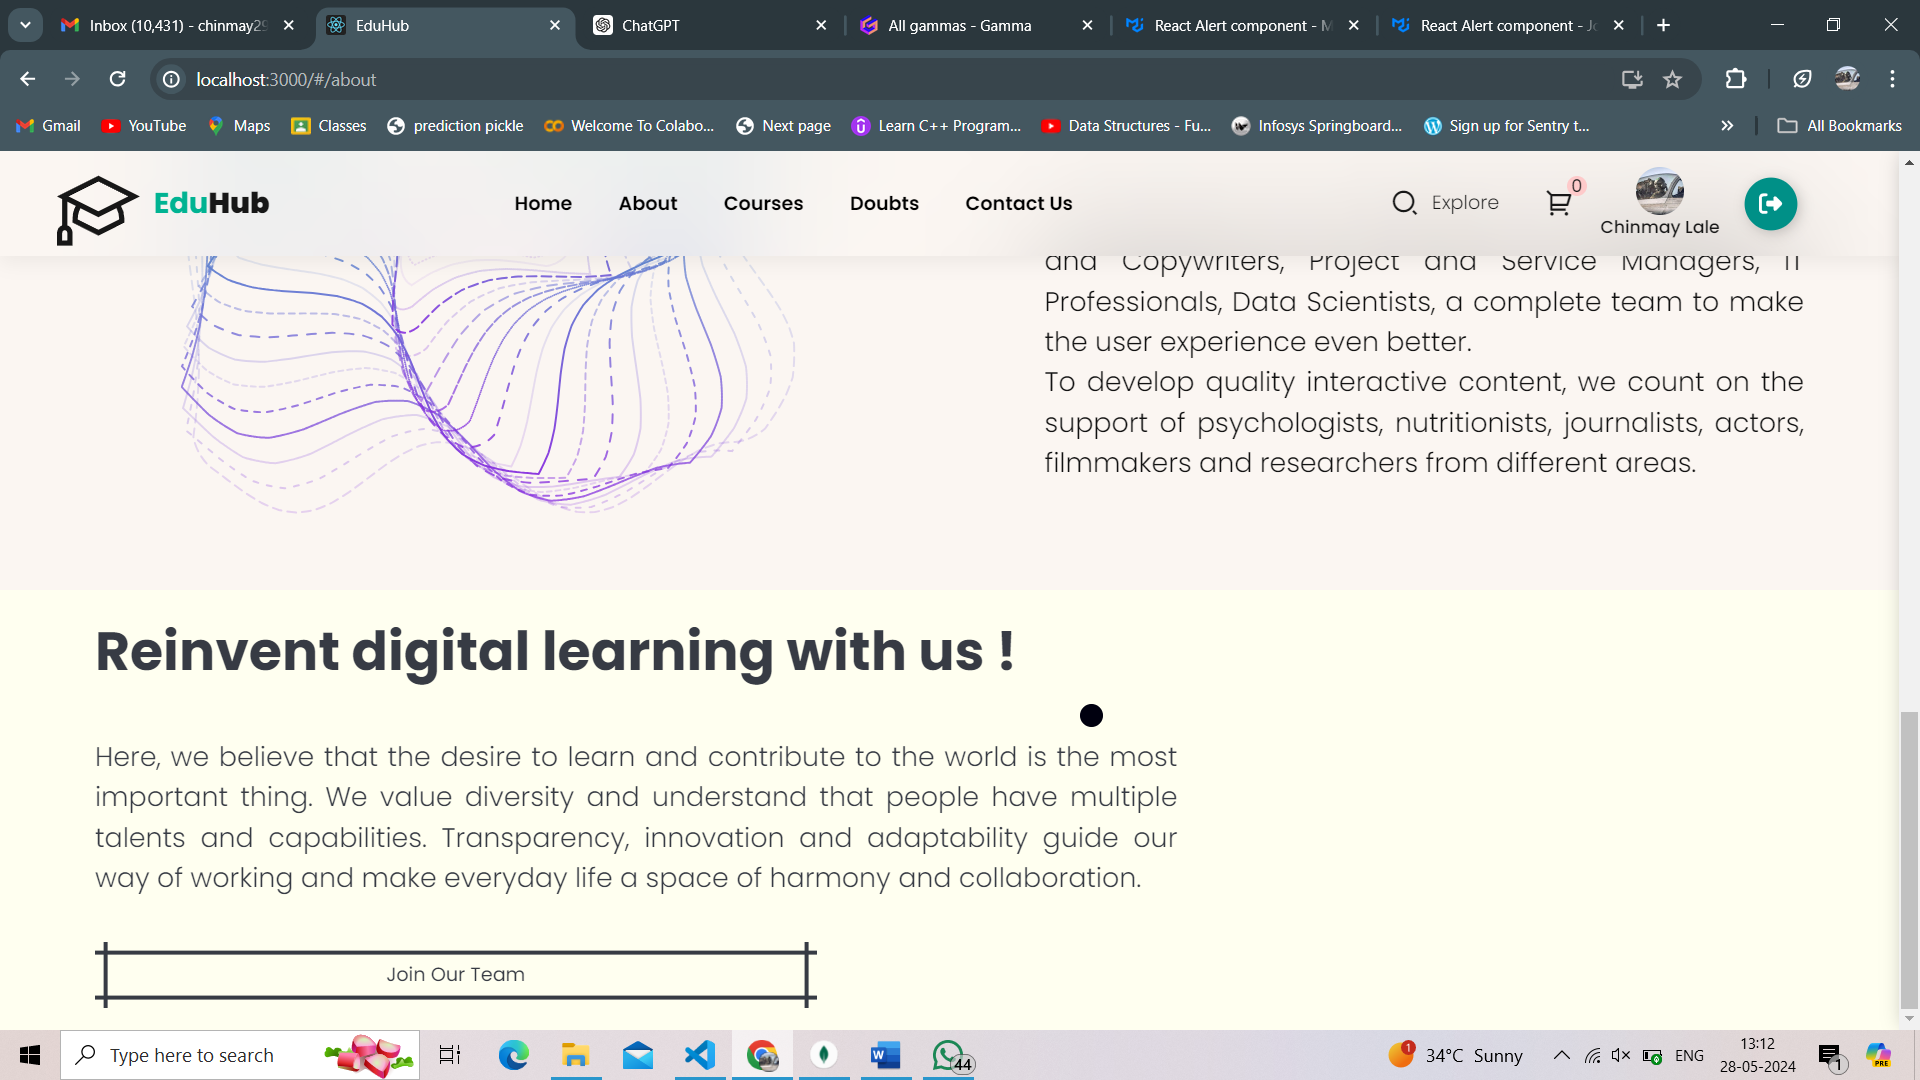 Inbox (10,431) - chinmay29
EduHub
ChatGPT
All gammas - Gamma
React Alert component - M
React Alert component - Jo
localhost:3000/#/about
Gmail
YouTube
Maps
Classes
prediction pickle
Welcome To Colabo...
Next page
Learn C++ Program...
Data Structures - Fu...
Infosys Springboard...
Sign up for Sentry t...
All Bookmarks
EduHub
Home
About
Courses
Doubts
Contact Us
Explore
0
Chinmay Lale
and Copywriters, Project and Service Managers, IT
Professionals, Data Scientists, a complete team to make
the user experience even better.
To develop quality interactive content, we count on the
support of psychologists, nutritionists, journalists, actors,
filmmakers and researchers from different areas.
Reinvent digital learning with us !
Here, we believe that the desire to learn and contribute to the world is the most
important thing. We value diversity and understand that people have multiple
talents and capabilities. Transparency, innovation and adaptability guide our
way of working and make everyday life a space of harmony and collaboration.
Join Our Team
Type here to search
44
1
34°C Sunny
ENG
13:12
28-05-2024
1
PRE